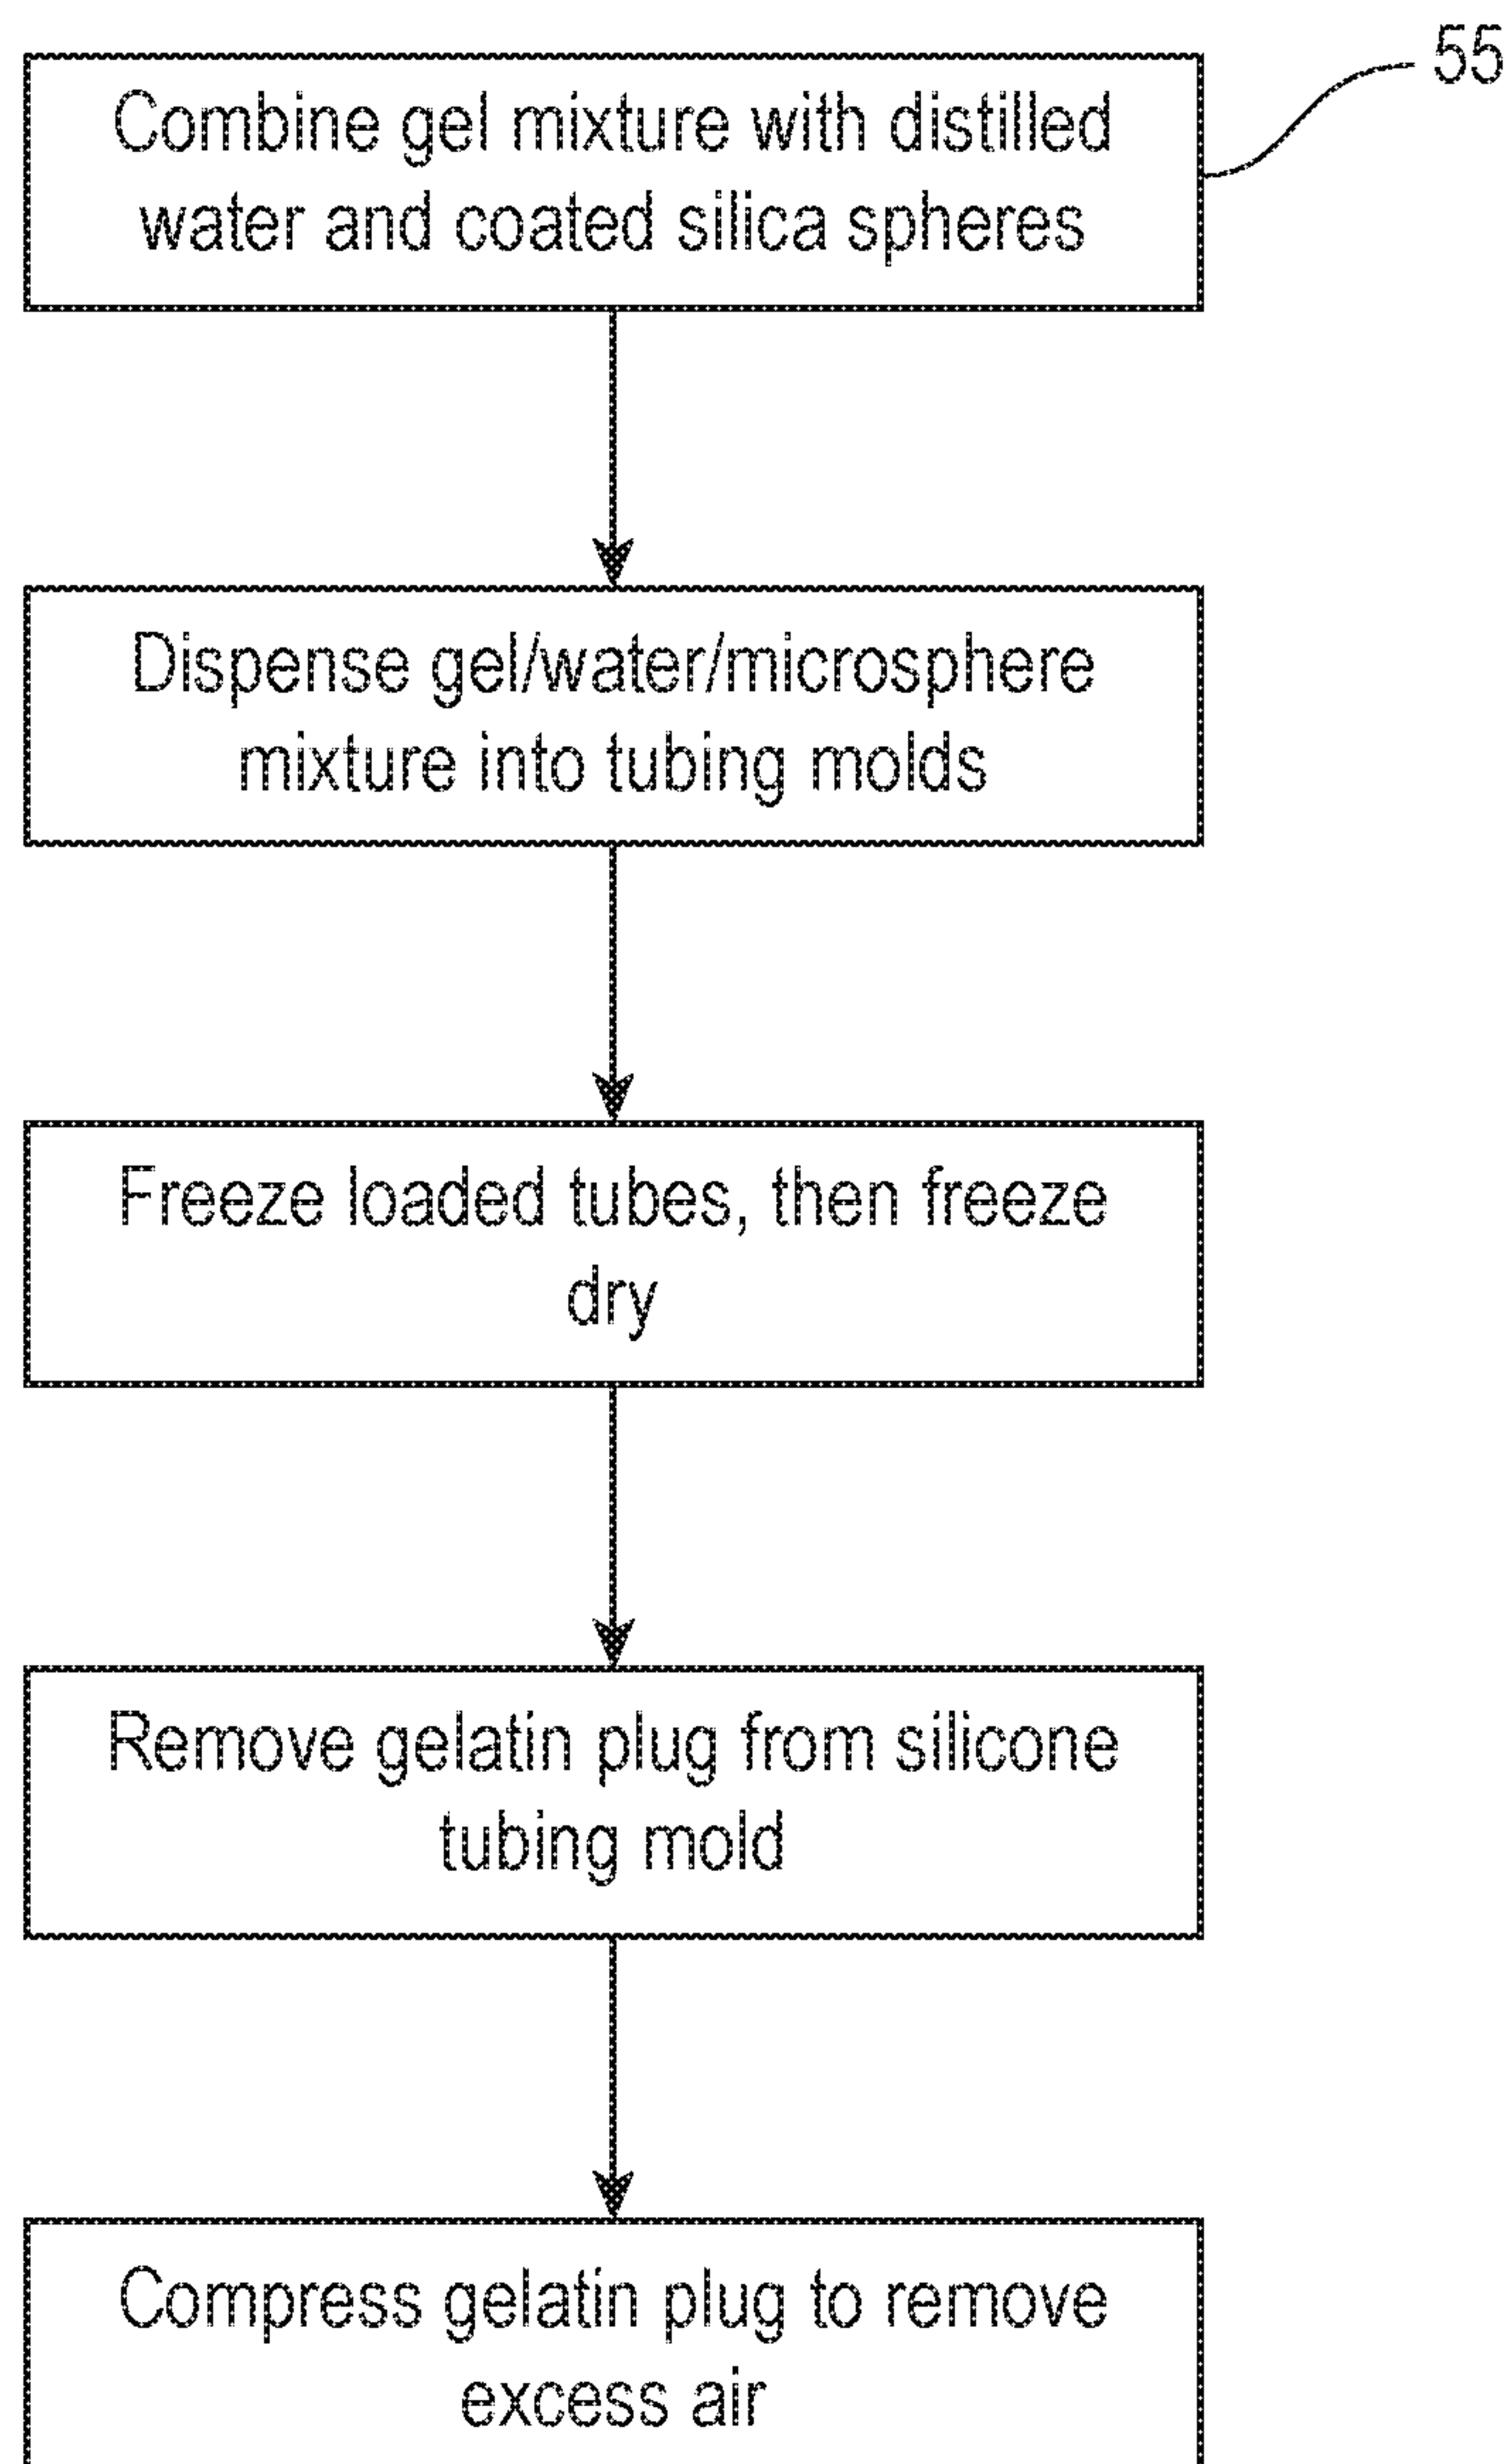 55
Combine gel mixture with distilled
water and coated silica spheres
Dispense gel/water/microsphere
mixture into tubing molds
Freeze loaded tubes, then freeze
dry
Remove gelatin plug from silicone
tubing mold
Compress gelatin plug to remove
excess air